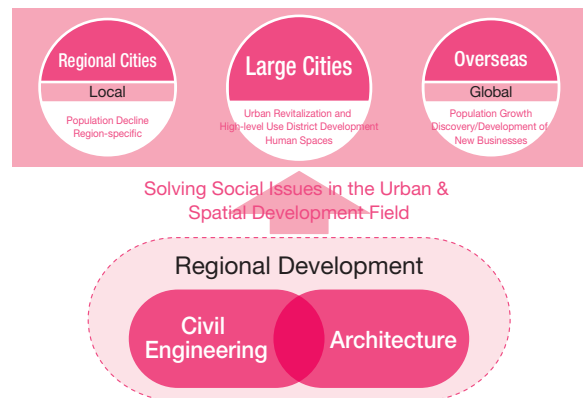 Regional Cities
Local
Population Decline
Region-specific
Large Cities
Urban Revitalization and
High-level Use District Development
Human Spaces
Overseas
Global
Population Growth
Discovery/Development of
New Businesses
Solving Social Issues in the Urban &
Spatial Development Field
Regional Development
Civil
Engineering
Architecture